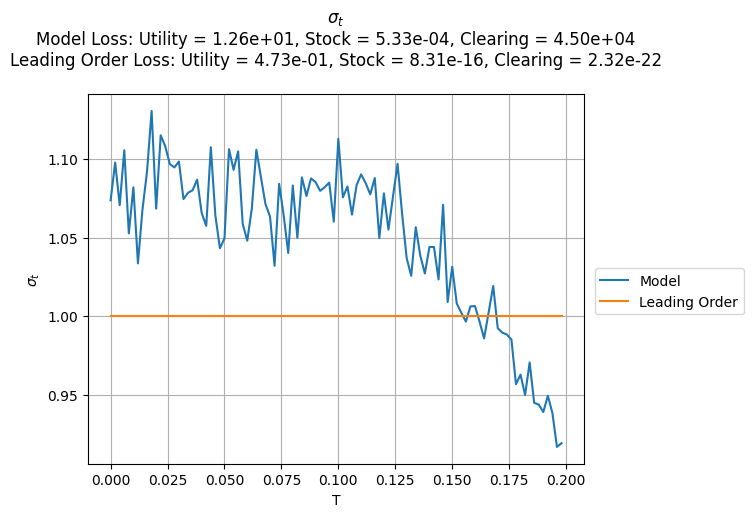 σt
Model Loss: Utility = 1.26e+01, Stock = 5.33e-04, Clearing = 4.50e+04
Leading Order Loss: Utility = 4.73e-01, Stock = 8.31e-16, Clearing = 2.32e-22
1.10
1.05
1.00
0.95
σt
0.000 0.025 0.050 0.075 0.100 0.125 0.150 0.175 0.200
T
Model
Leading Order